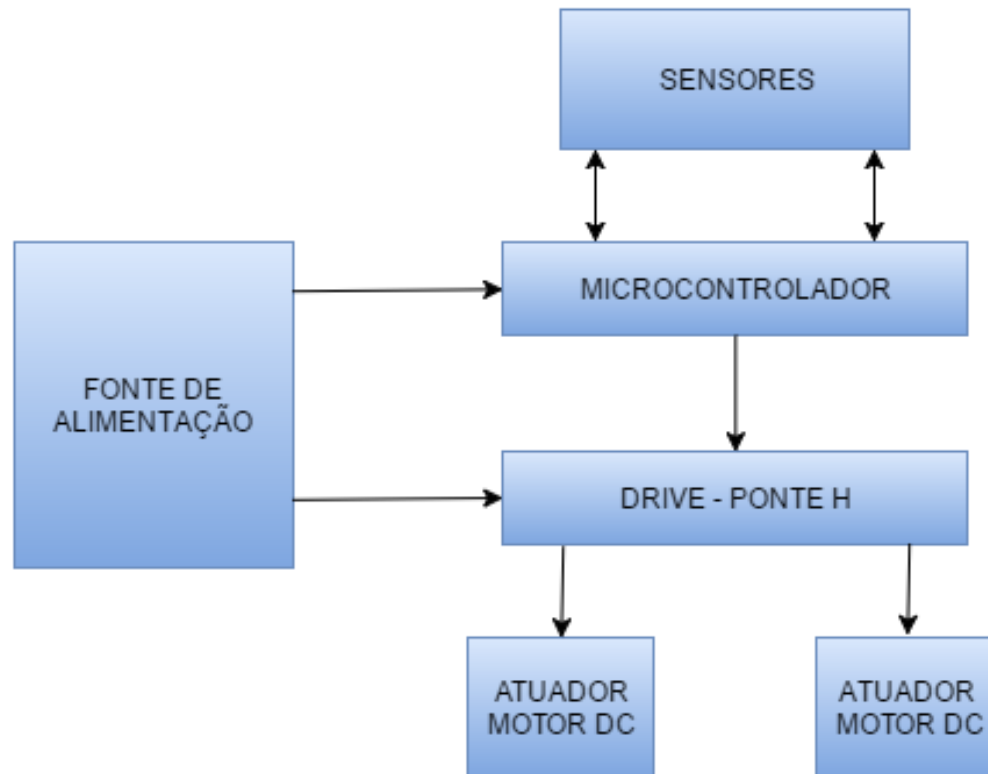 SENSORES
MICROCONTROLADOR
FONTE DE
ALIMENTAÇÃO
DRIVE - PONTE H
ATUADOR
MOTOR DC
ATUADOR
MOTOR DC